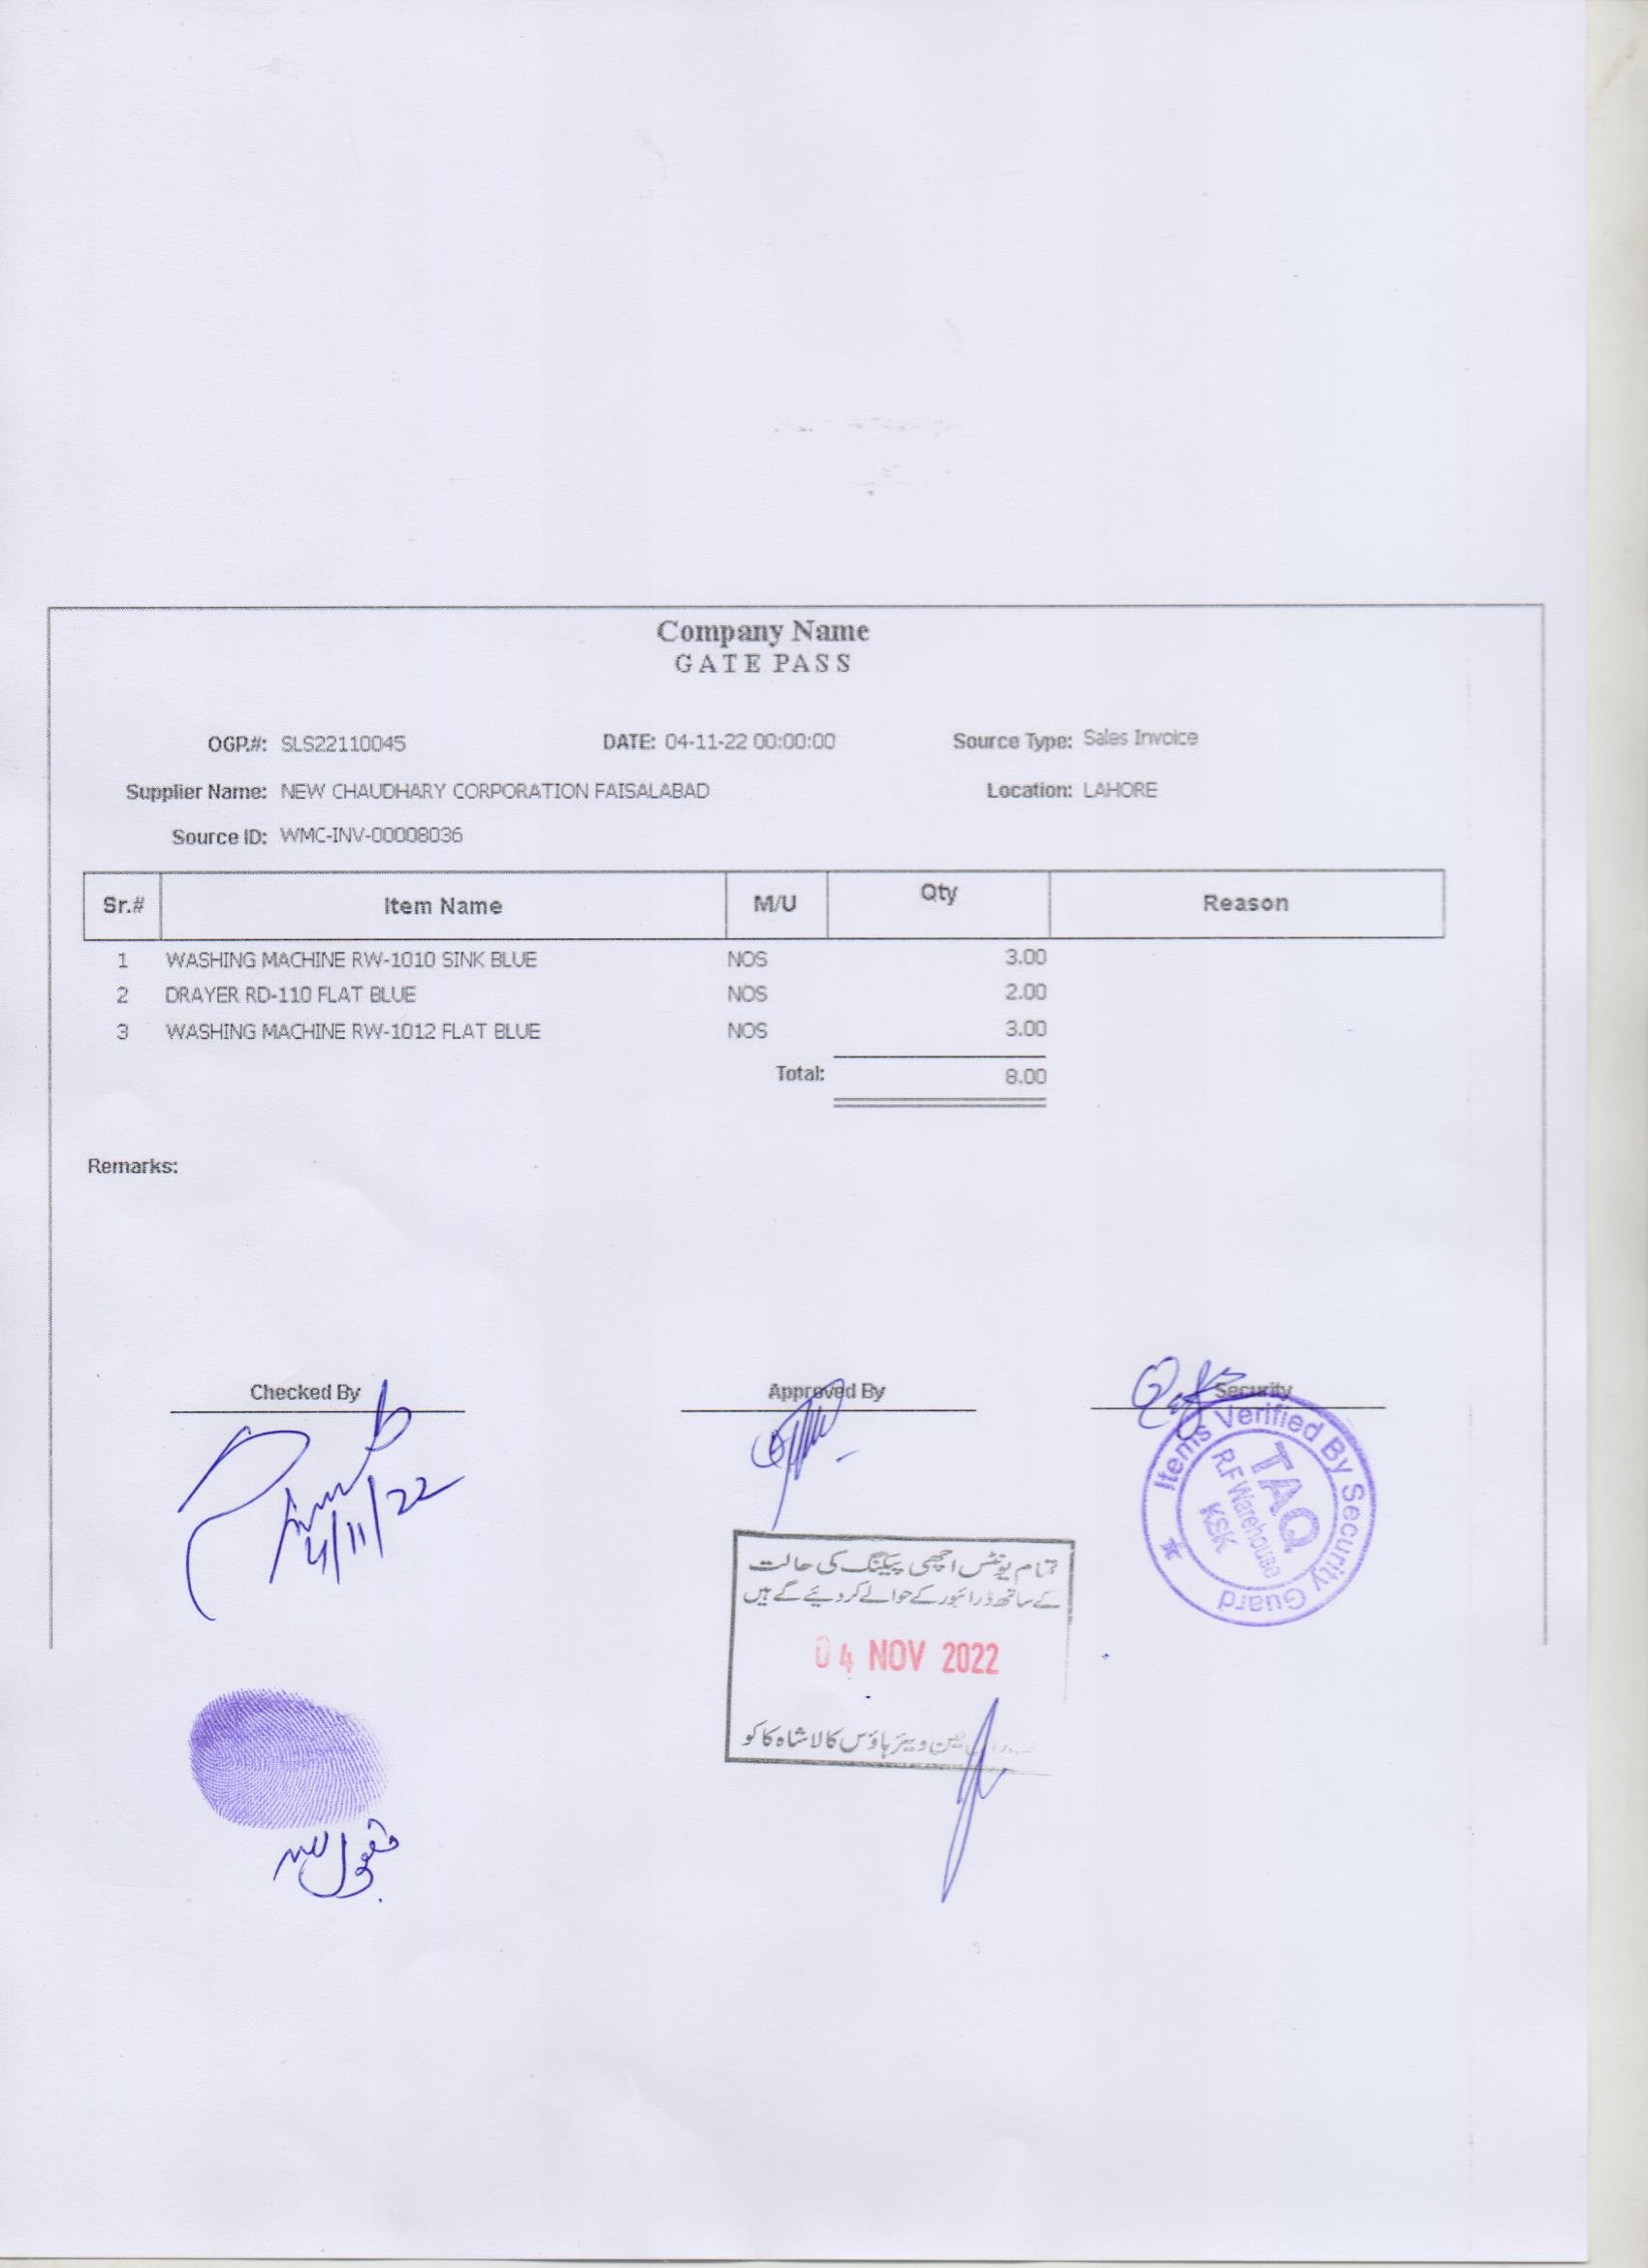 Company Name
GATE PASS
OGP.#: SLS22110045 DATE: 04-11-22 00:00:00 Source Type: Sales Invoice
Supplier Name: NEW CHAUDHARY CORPORATION FAISALABAD Location: LAHORE
Source ID: WMC-INV-00008036
Sr.# Item Name M/U Qty Reason
1 WASHING MACHINE RW-1010 SINK BLUE NOS 3.00
2 DRAYER RD-110 FLAT BLUE NOS 2.00
3 WASHING MACHINE RW-1012 FLAT BLUE NOS 3.00
Total: 8.00
Remarks:
Checked By Approved By Security
4/11/22
Items Verified By Security Guard
TAQ
R.F Warehouse
KSK
تمام یونٹس اچھی پیکنگ کی حالت
کے ساتھ ڈرائیور کے حوالے کر دئیے گے ہیں
04 NOV 2022
ویئر ہاؤس کالا شاہ کاکو